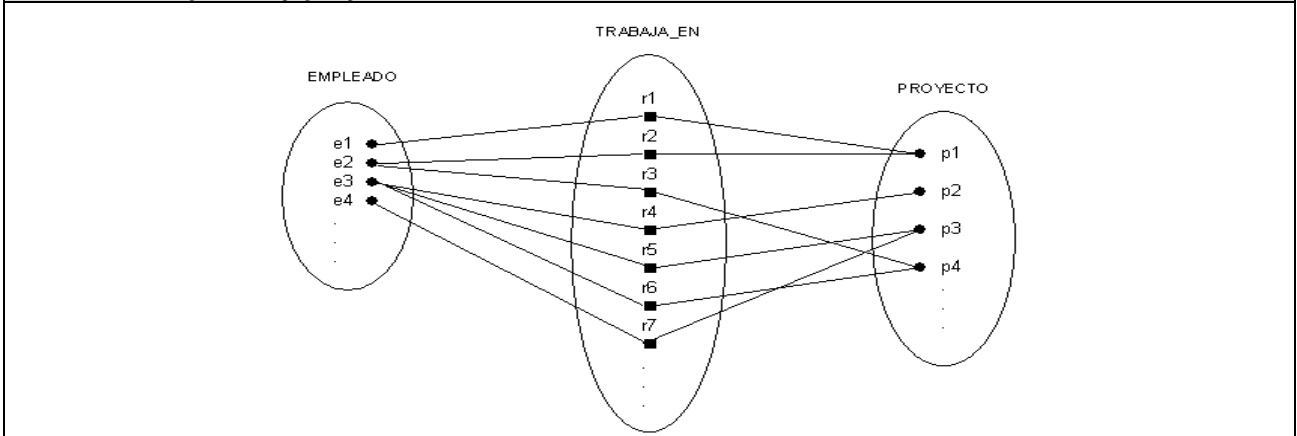 TRABAJA_EN
EMPLEADO
PROYECTO
r1
r2
r3
r4
r5
r6
r7
e1
e2
e3
e4
p1
p2
p3
p4